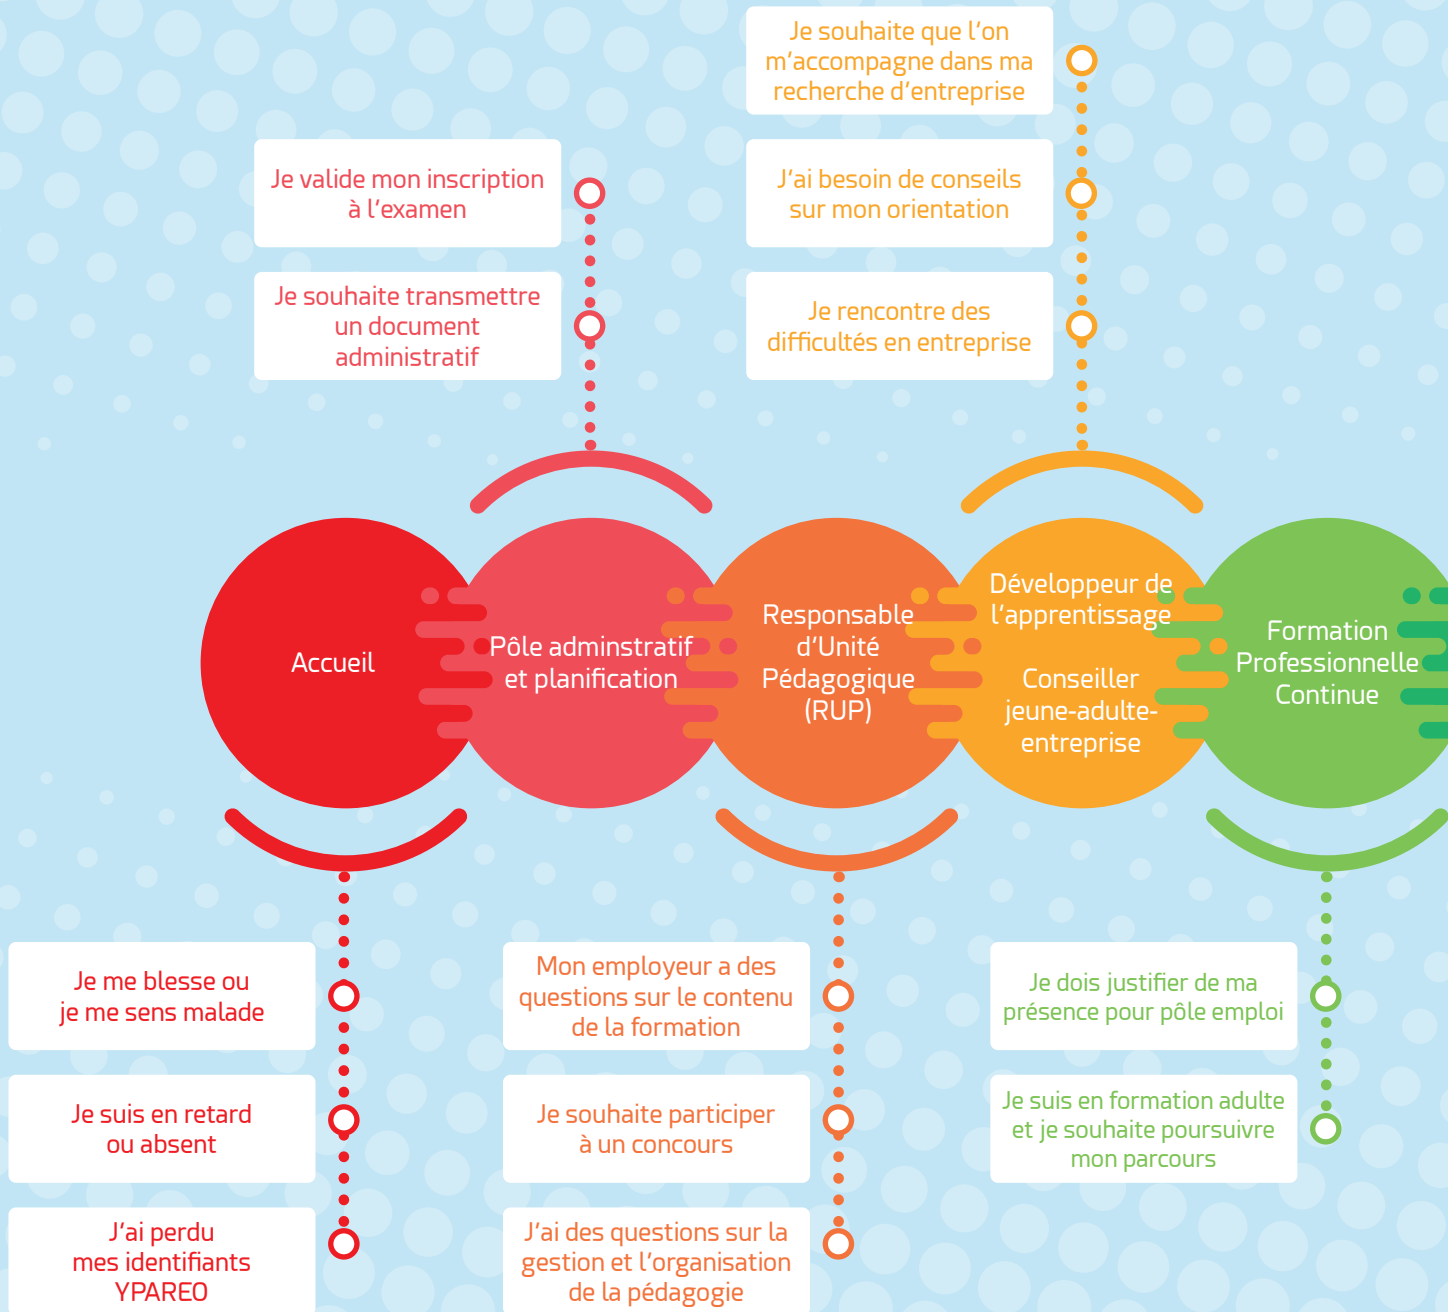 Je souhaite que l'on
m'accompagne dans ma
recherche d'entreprise
Je valide mon inscription
à l'examen
J'ai besoin de conseils
sur mon orientation
Je souhaite transmettre
un document
administratif
Je rencontre des
difficultés en entreprise
Accueil
Pôle adminstratif
et planification
Responsable
d'Unité
Pédagogique
(RUP)
Développeur de
l'apprentissage
Conseiller
jeune-adulte-
entreprise
Formation
Professionnelle
Continue
Je me blesse ou
je me sens malade
Mon employeur a des
questions sur le contenu
de la formation
Je dois justifier de ma
présence pour pôle emploi
Je suis en retard
ou absent
Je souhaite participer
à un concours
Je suis en formation adulte
et je souhaite poursuivre
mon parcours
J'ai perdu
mes identifiants
YPAREO
J'ai des questions sur la
gestion et l'organisation
de la pédagogie